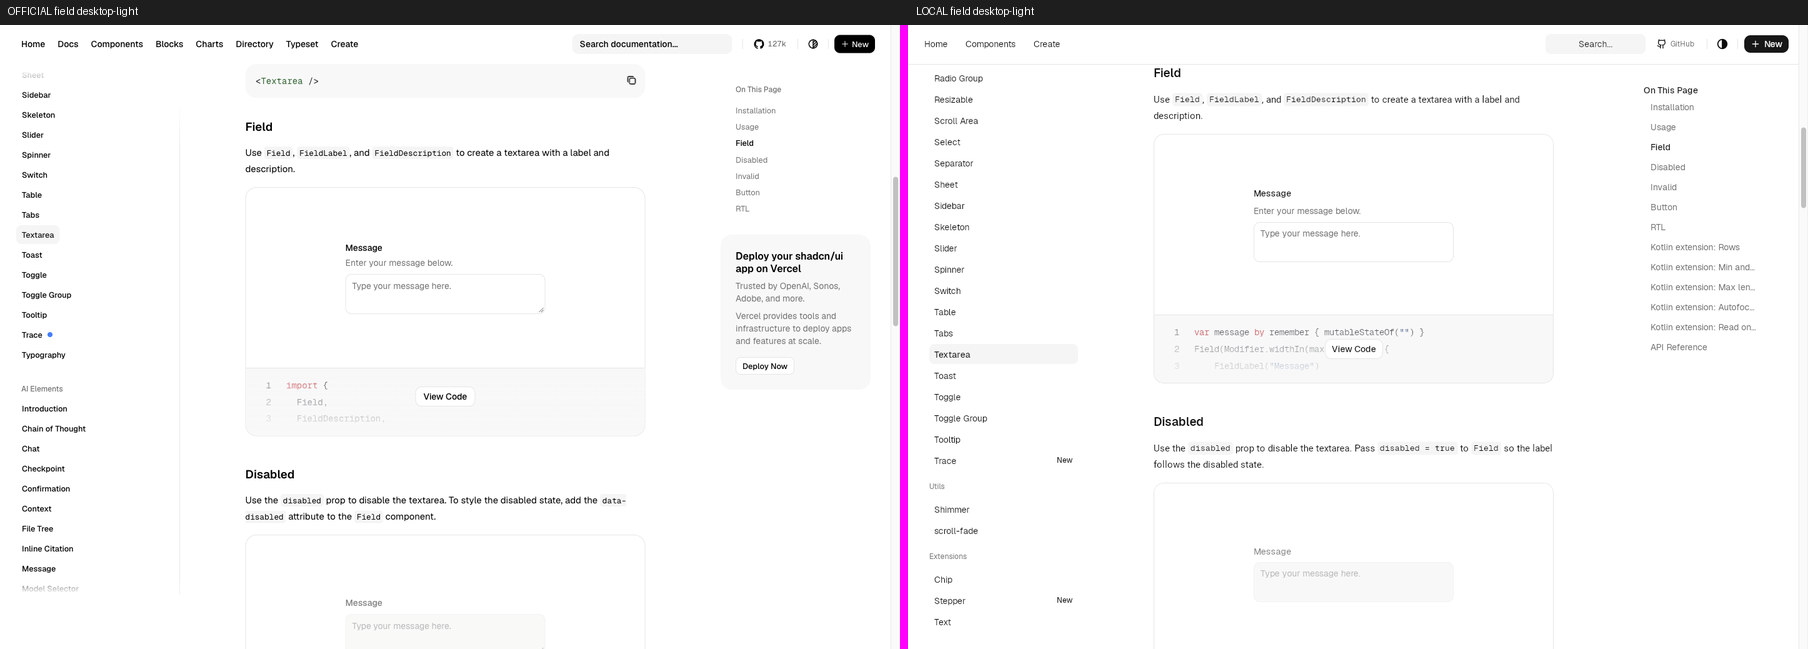 OFFICIAL field desktop-light
Home Docs Components Blocks Charts Directory Typeset Create
Search documentation...
127k
+ New
Sheet
Sidebar
Skeleton
Slider
Spinner
Switch
Table
Tabs
Textarea
Toast
Toggle
Toggle Group
Tooltip
Trace
Typography
AI Elements
Introduction
Chain of Thought
Chat
Checkpoint
Confirmation
Context
File Tree
Inline Citation
Message
Model Selector
<Textarea />
Field
Use Field, FieldLabel, and FieldDescription to create a textarea with a label and
description.
Message
Enter your message below.
Type your message here.
1 import {
2 Field,
3 FieldDescription,
View Code
Disabled
Use the disabled prop to disable the textarea. To style the disabled state, add the data-
disabled attribute to the Field component.
Message
Type your message here.
On This Page
Installation
Usage
Field
Disabled
Invalid
Button
RTL
Deploy your shadcn/ui
app on Vercel
Trusted by OpenAI, Sonos,
Adobe, and more.
Vercel provides tools and
infrastructure to deploy apps
and features at scale.
Deploy Now
LOCAL field desktop-light
Home Components Create
Search...
GitHub
+ New
Radio Group
Resizable
Scroll Area
Select
Separator
Sheet
Sidebar
Skeleton
Slider
Spinner
Switch
Table
Tabs
Textarea
Toast
Toggle
Toggle Group
Tooltip
Trace New
Utils
Shimmer
scroll-fade
Extensions
Chip
Stepper New
Text
Field
Use Field, FieldLabel, and FieldDescription to create a textarea with a label and
description.
Message
Enter your message below.
Type your message here.
1 var message by remember { mutableStateOf("") }
2 Field(Modifier.widthIn(max {
3 FieldLabel("Message")
View Code
Disabled
Use the disabled prop to disable the textarea. Pass disabled = true to Field so the label
follows the disabled state.
Message
Type your message here.
On This Page
Installation
Usage
Field
Disabled
Invalid
Button
RTL
Kotlin extension: Rows
Kotlin extension: Min and...
Kotlin extension: Max len...
Kotlin extension: Autofoc...
Kotlin extension: Read on...
API Reference